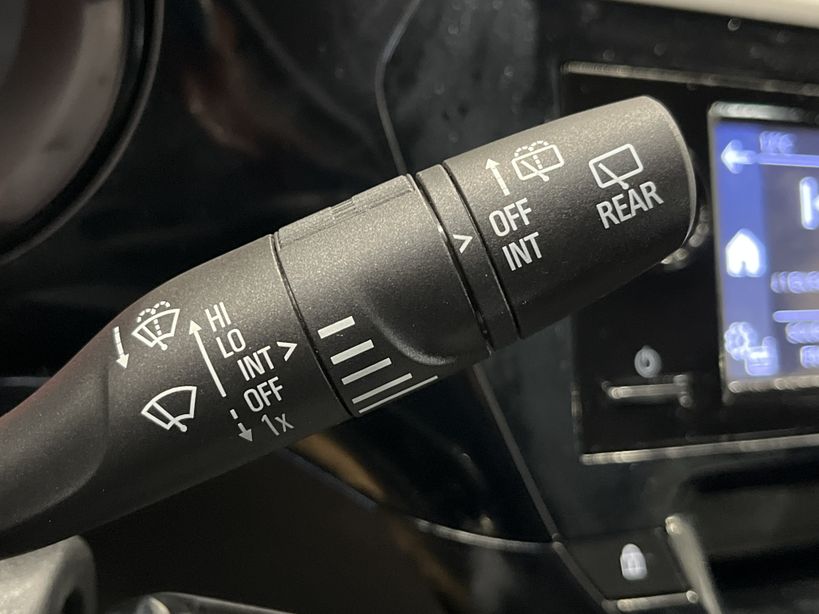 OFF
INT
REAR
HI
LO
INT >
OFF
1x